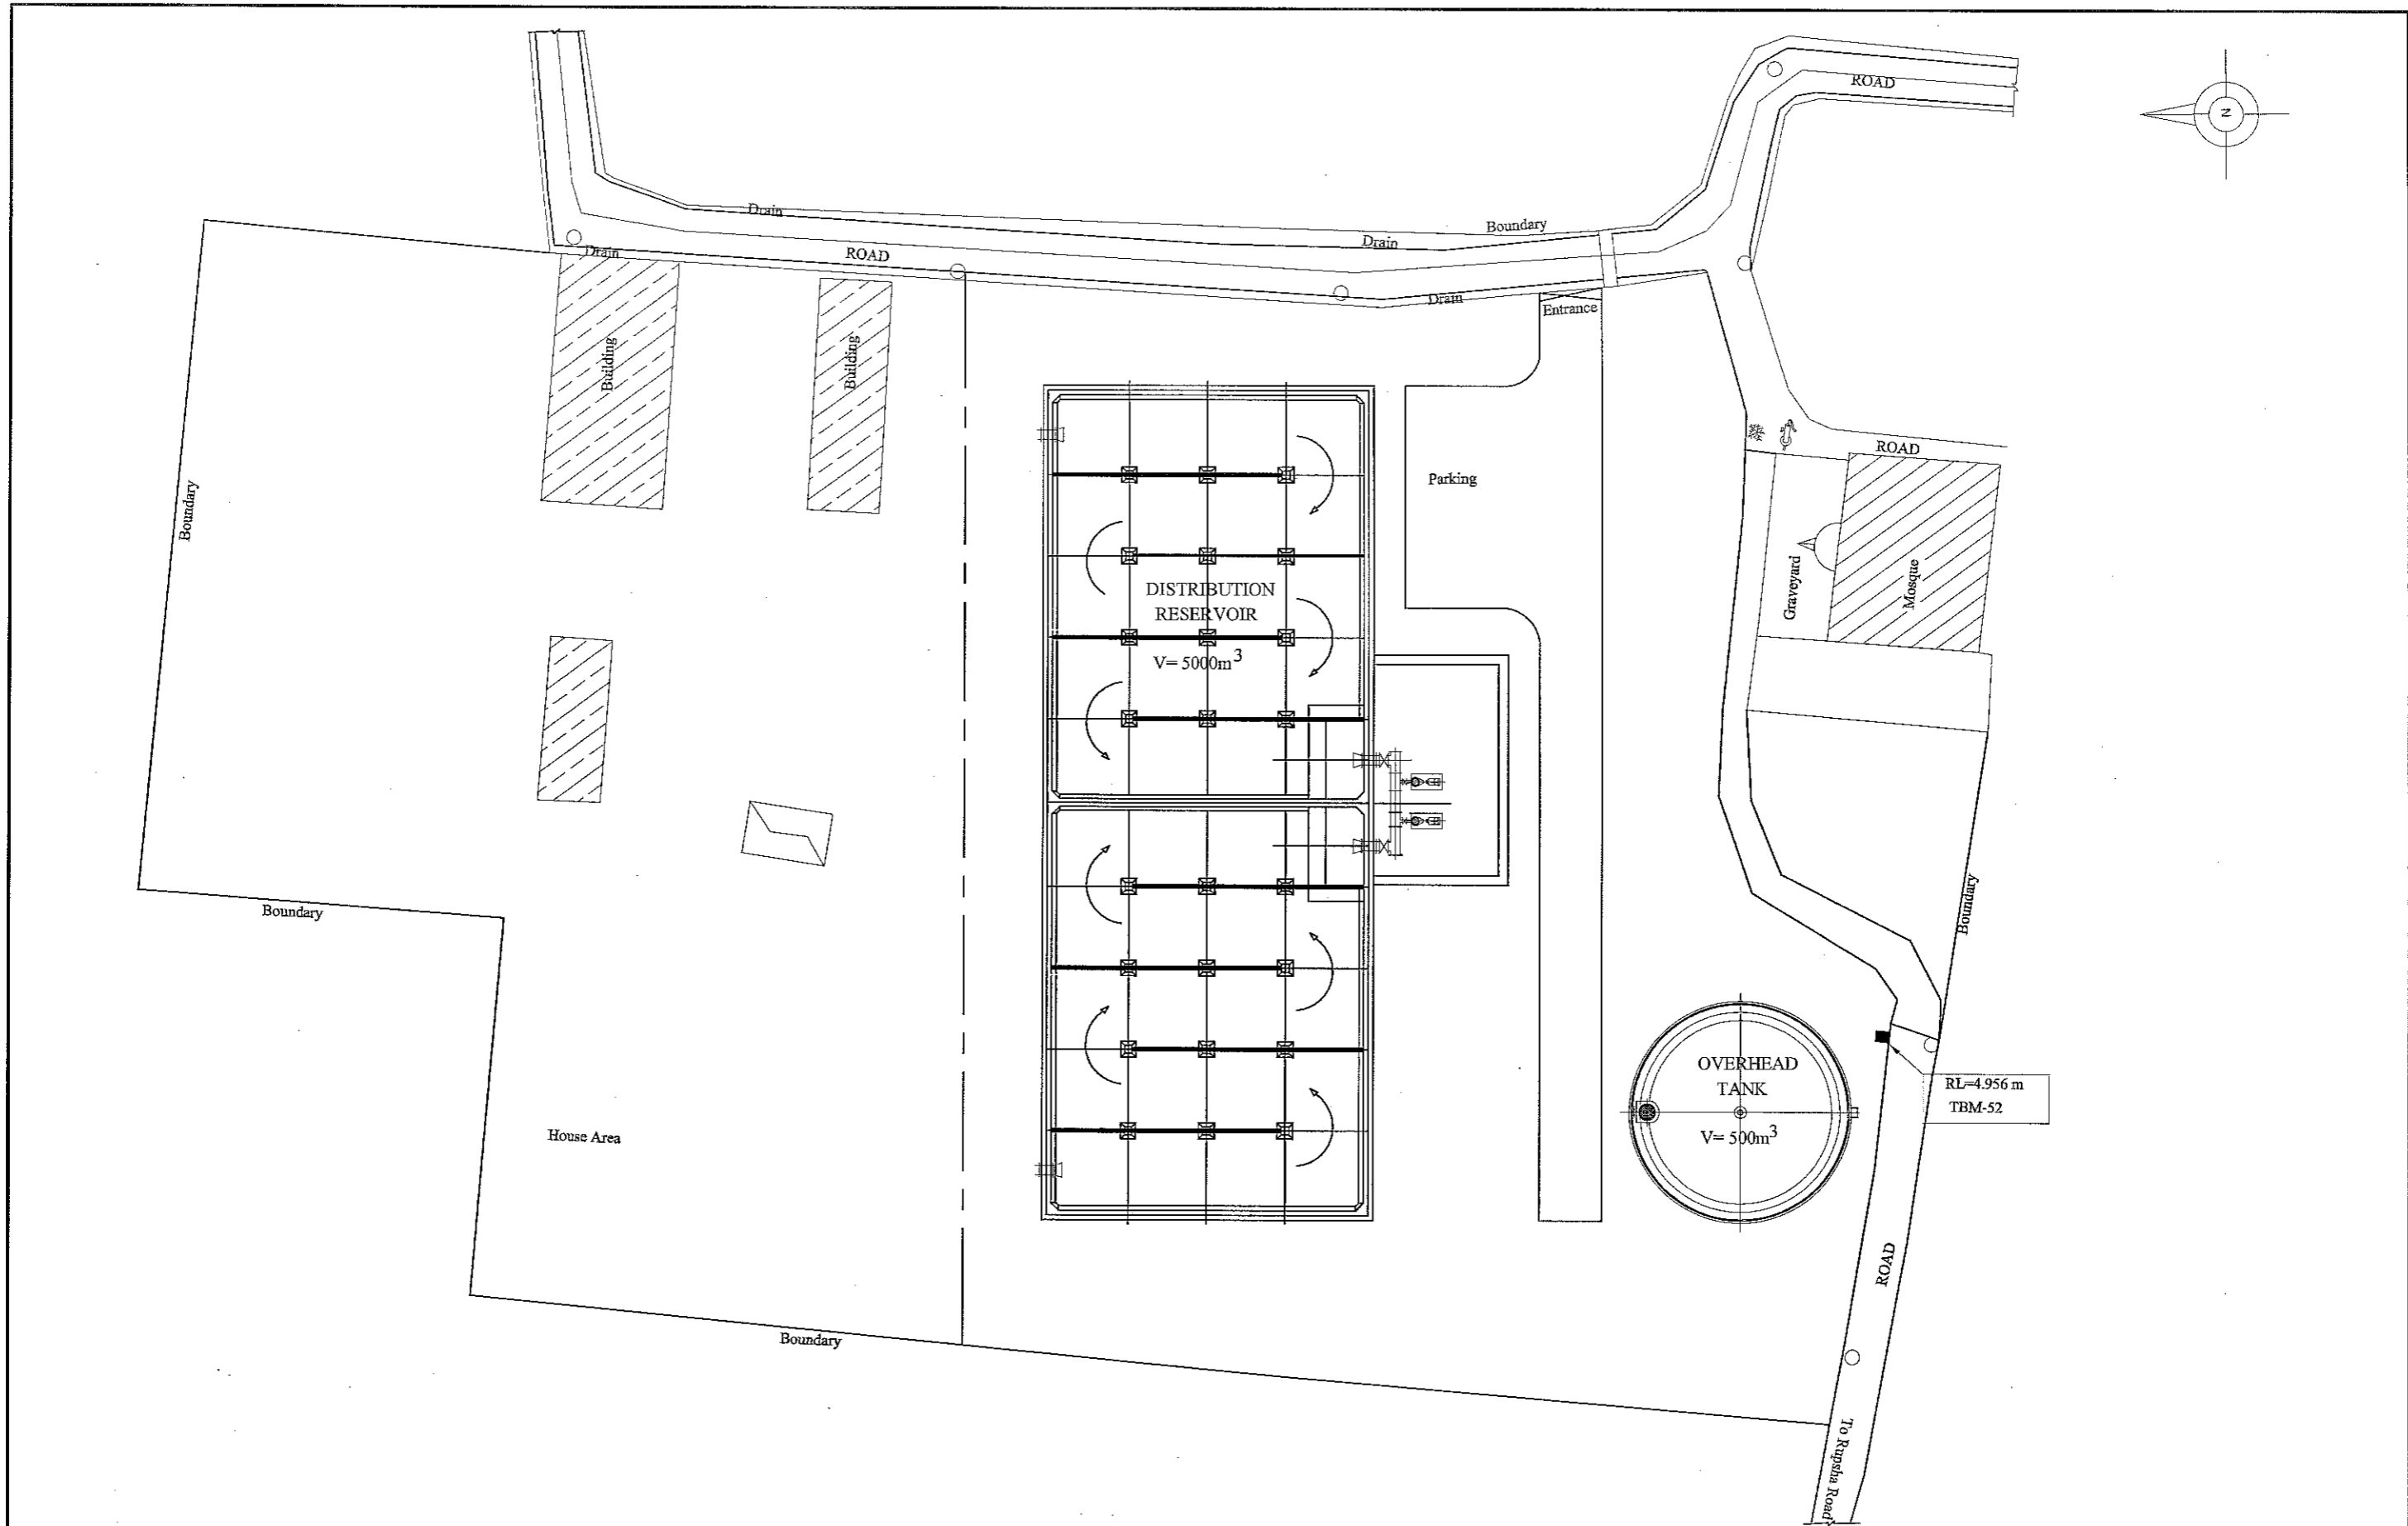 ROAD
N
Drain
Boundary
Drain
Drain
ROAD
Drain
Entrance
Building
Building
ROAD
Parking
Boundary
Graveyard
Mosque
DISTRIBUTION
RESERVOIR
V= 5000m³
Boundary
Boundary
OVERHEAD
TANK
V= 500m³
RL=4.956 m
TBM-52
House Area
ROAD
Boundary
To Rupsha Road